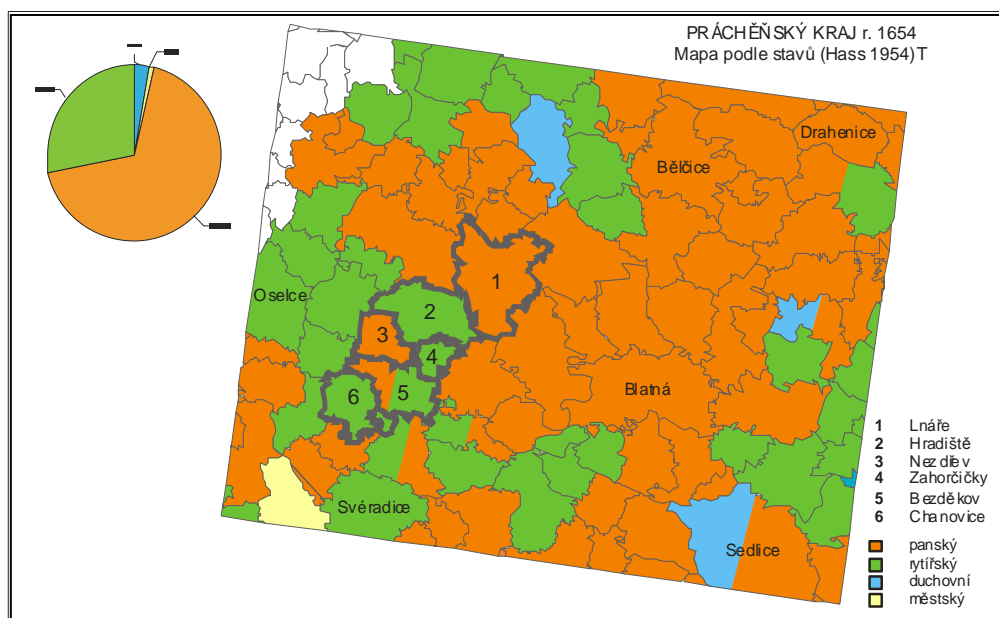 PRÁCHĚŇSKÝ KRAJ r. 1654
Mapa podle stavů (Hass 1954) T
Drahenice
Bělčice
1
Oselce
2
3
4
6
5
Blatná
Svéradice
Sedlice
1 Lnáře
2 Hradiště
3 Nezdřev
4 Zahorčičky
5 Bezděkov
6 Chanovice
panský
rytířský
duchovní
městský